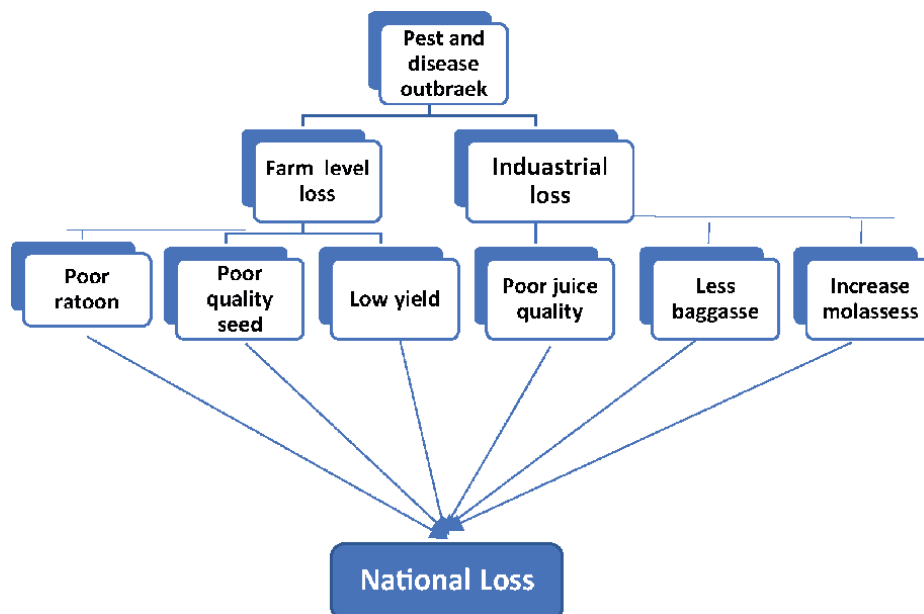 Pest and
disease
outbraek
Farm level
loss
Induastrial
loss
Poor
ratoon
Poor
quality
seed
Low yield
Poor juice
quality
Less
baggasse
Increase
molassess
National Loss